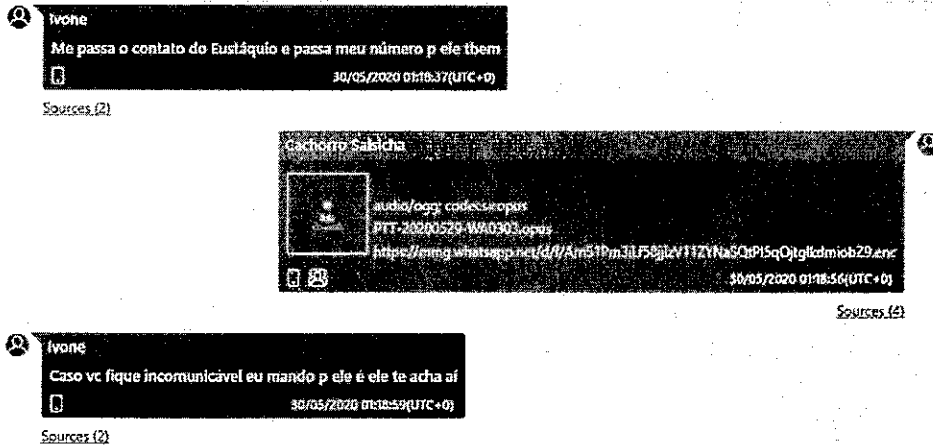 Ivone
Me passa o contato do Eustáquio e passa meu número p ele tbem
30/05/2020 01:18:37(UTC+0)
Sources (2)
Cachorro Salsicha
audio/ogg; codecs=opus
PTT-20200529-WA0303.opus
30/05/2020 01:18:56(UTC+0)
Sources (4)
Ivone
Caso vc fique incomunicável eu mando p ele é ele te acha aí
30/05/2020 01:18:59(UTC+0)
Sources (2)